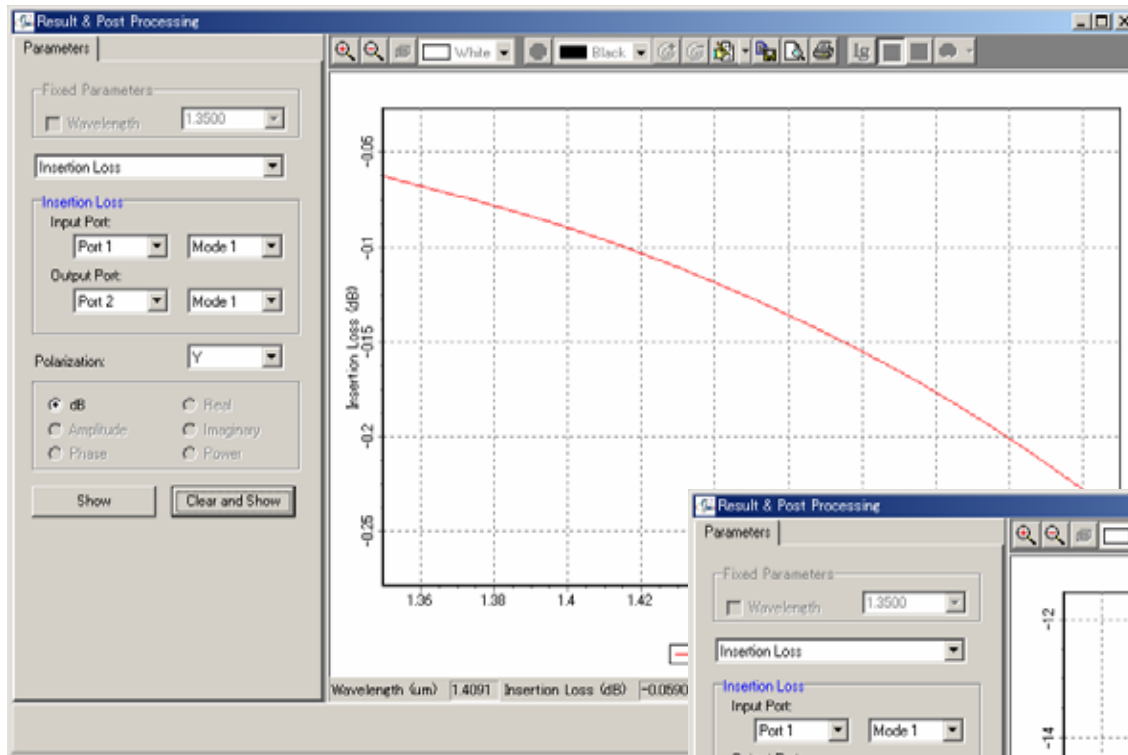 Result & Post Processing
Parameters
White
Black
lg
Fixed Parameters
Wavelength
1.3500
Insertion Loss
Insertion Loss
Input Port:
Port 1
Mode 1
Output Port:
Port 2
Mode 1
Polarization:
Y
dB
Real
Amplitude
Imaginary
Phase
Power
Show
Clear and Show
Insertion Loss (dB)
-0.05
-0.1
-0.15
-0.2
-0.25
1.36
1.38
1.4
1.42
Wavelength (um)
1.4091
Insertion Loss (dB)
Result & Post Processing
Parameters
Fixed Parameters
Wavelength
1.3500
Insertion Loss
Insertion Loss
Input Port:
Port 1
Mode 1
-12
-14